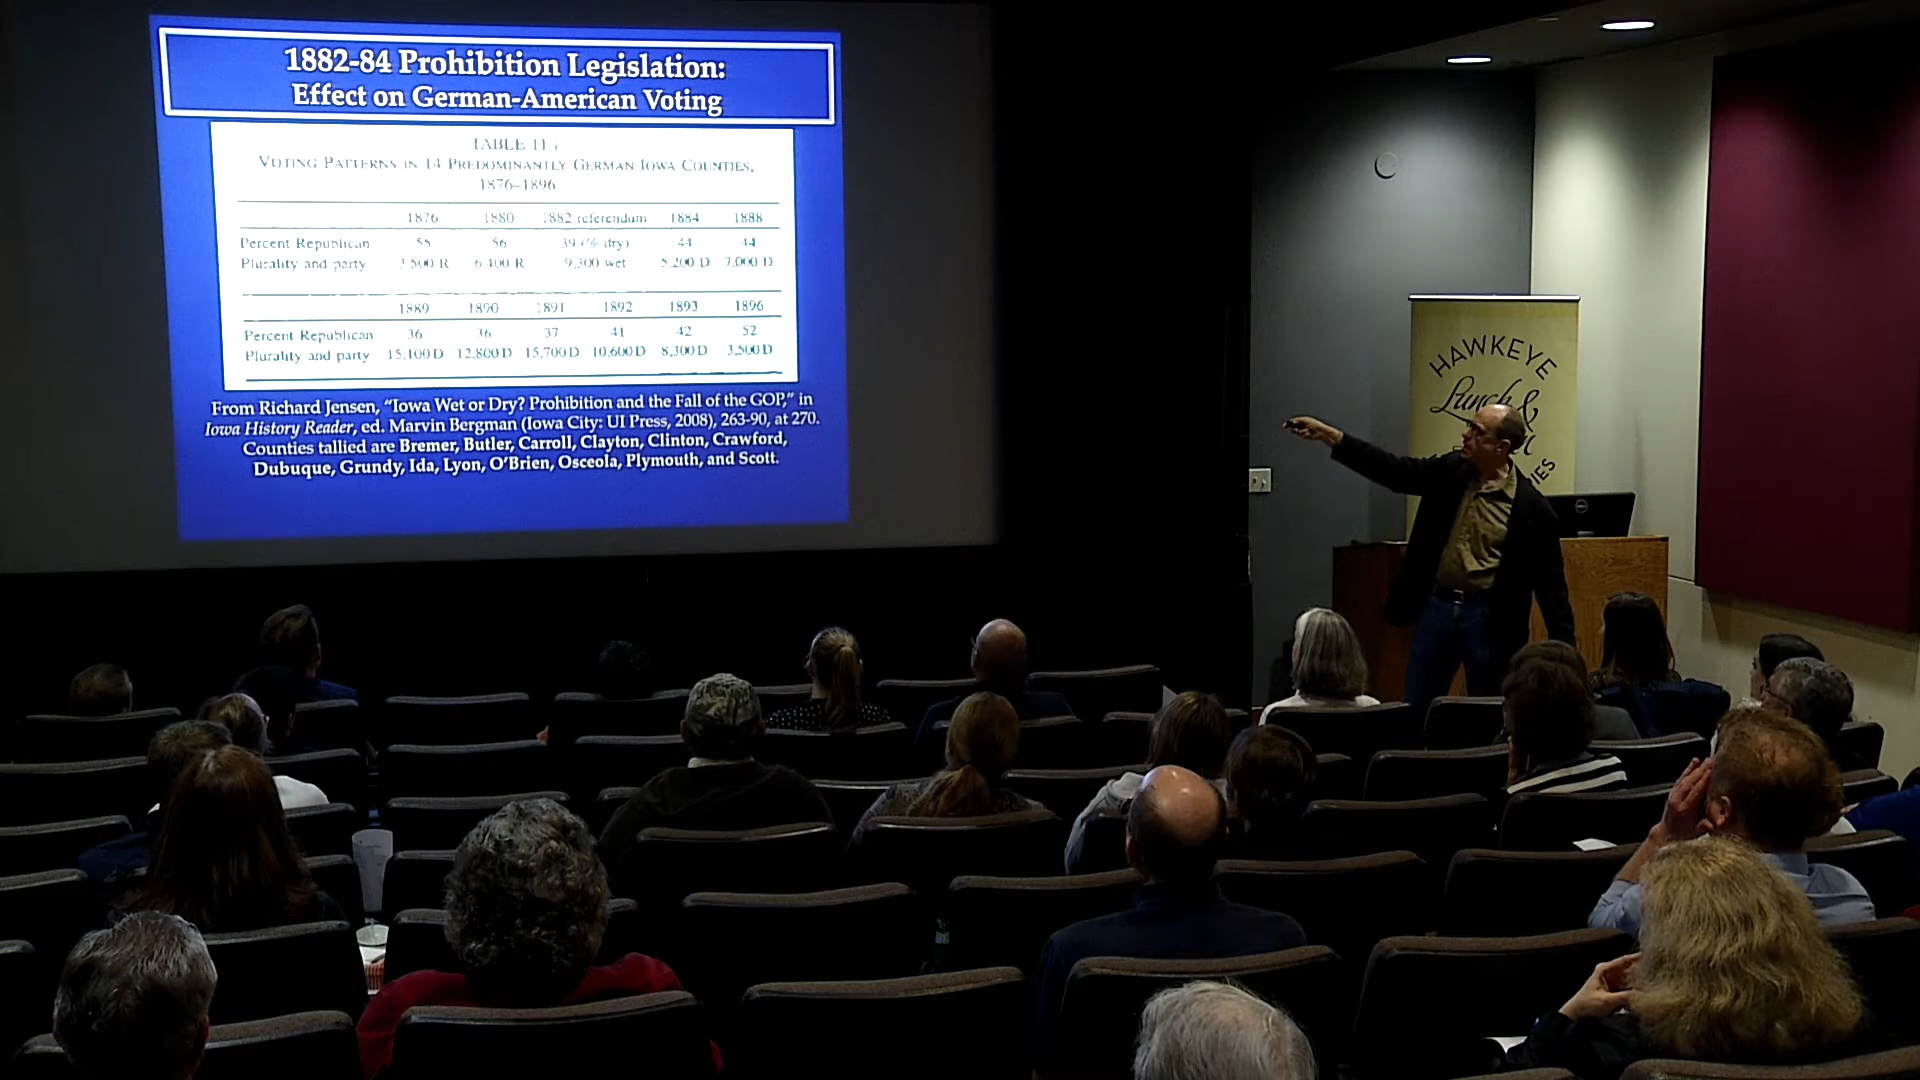 1882-84 Prohibition Legislation:
Effect on German-American Voting
TABLE 11
VOTING PATTERNS IN 14 PREDOMINANTLY GERMAN IOWA COUNTIES,
1876–1896
1876 1880 1882 referendum 1884 1888
Percent Republican 55 56 39 (% dry) 44 44
Plurality and party 3,500 R 6,400 R 9,300 wet 5,200 D 7,000 D
1889 1890 1891 1892 1893 1896
Percent Republican 36 36 37 41 42 52
Plurality and party 15,100 D 12,800 D 15,700 D 10,600 D 8,300 D 3,500 D
From Richard Jensen, “Iowa Wet or Dry? Prohibition and the Fall of the GOP,” in
Iowa History Reader, ed. Marvin Bergman (Iowa City: UI Press, 2008), 263-90, at 270.
Counties tallied are Bremer, Butler, Carroll, Clayton, Clinton, Crawford,
Dubuque, Grundy, Ida, Lyon, O’Brien, Osceola, Plymouth, and Scott.
HAWKEYE
Lunch &
IES
DELL